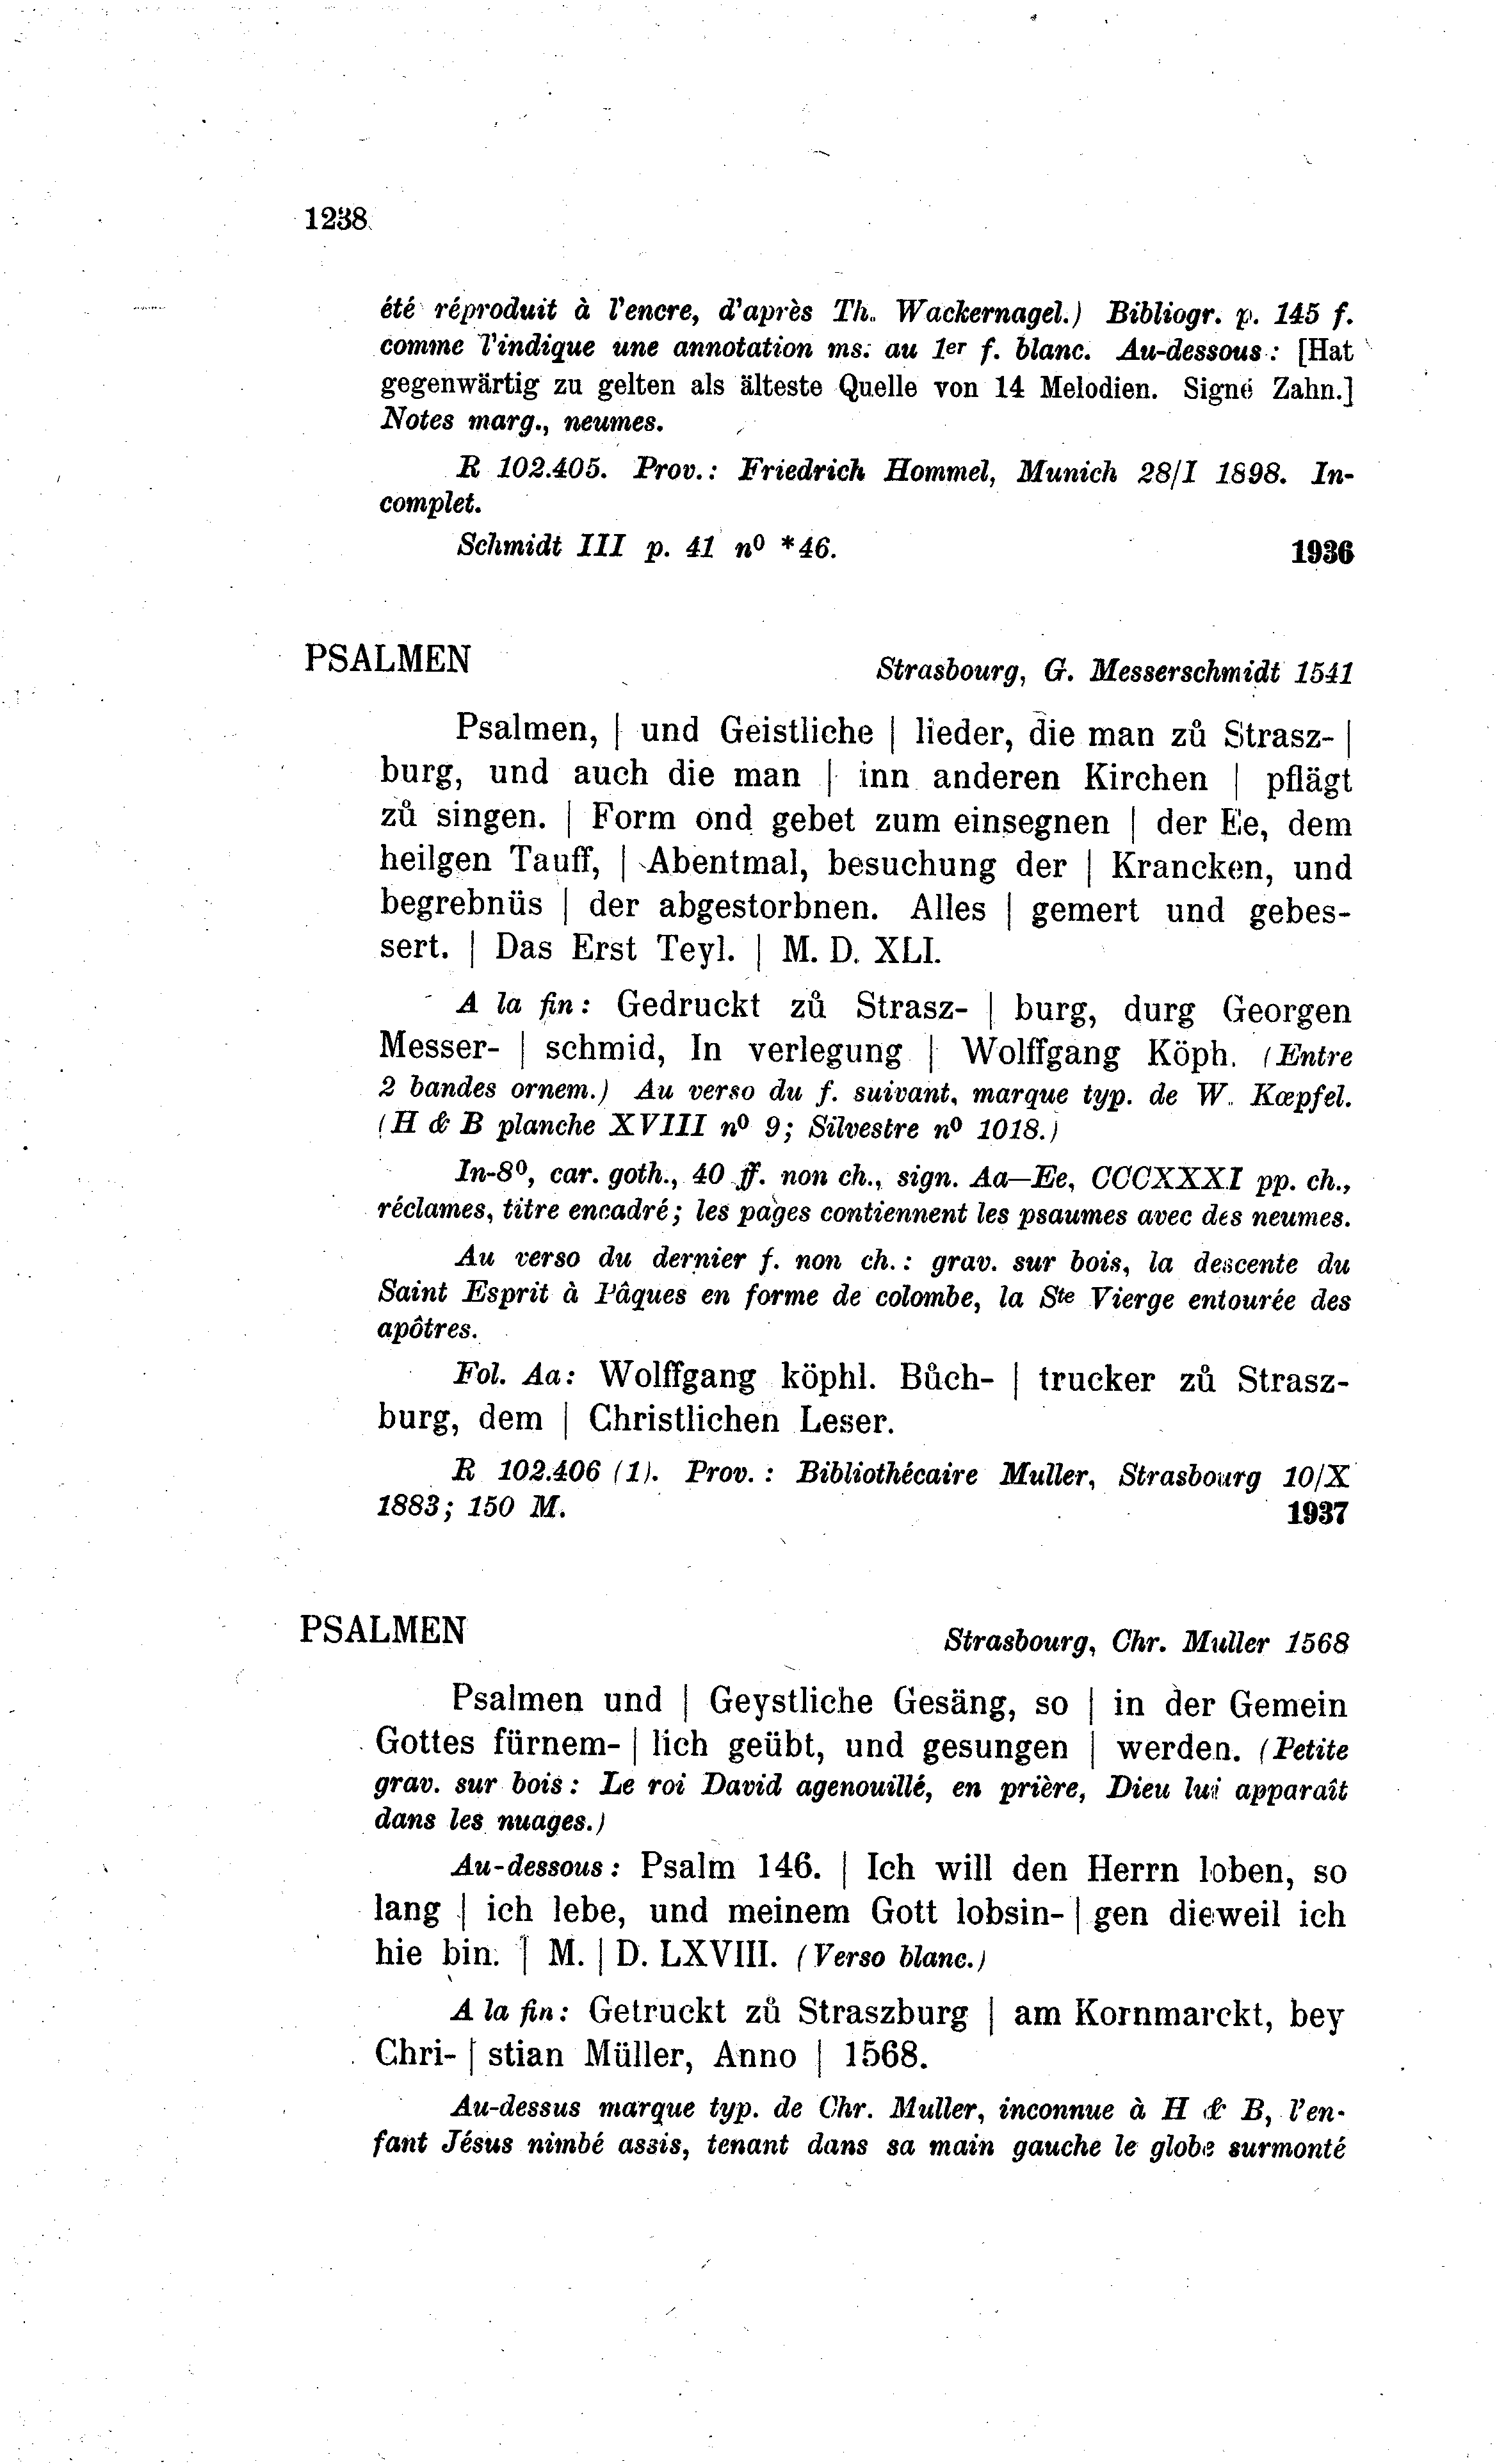 1238
été réproduit à l'encre, d'après Th. Wackernagel.) Bibliogr. p. 145 f.
comme l'indique une annotation ms. au 1er f. blanc. Au-dessous: [Hat
gegenwärtig zu gelten als älteste Quelle von 14 Melodien. Signé Zahn.]
Notes marg., neumes.
R 102.405. Prov.: Friedrich Hommel, Munich 28/I 1898. In-
complet.
Schmidt III p. 41 nº *46. 1936
PSALMEN Strasbourg, G. Messerschmidt 1541
Psalmen, | und Geistliche | lieder, die man zů Strasz- |
burg, und auch die man | inn anderen Kirchen | pflägt
zů singen. | Form ond gebet zum einsegnen | der Ee, dem
heilgen Tauff, | Abentmal, besuchung der | Krancken, und
begrebnüs | der abgestorbnen. Alles | gemert und gebes-
sert. | Das Erst Teyl. | M. D. XLI.
A la fin: Gedruckt zů Strasz- | burg, durg Georgen
Messer- | schmid, In verlegung | Wolffgang Köph. (Entre
2 bandes ornem.) Au verso du f. suivant, marque typ. de W. Kœpfel.
(H & B planche XVIII nº 9; Silvestre nº 1018.)
In-8º, car. goth., 40 ff. non ch., sign. Aa—Ee, CCCXXXI pp. ch.,
réclames, titre encadré; les pages contiennent les psaumes avec des neumes.
Au verso du dernier f. non ch.: grav. sur bois, la descente du
Saint Esprit à Pâques en forme de colombe, la Ste Vierge entourée des
apôtres.
Fol. Aa: Wolffgang köphl. Bůch- | trucker zů Strasz-
burg, dem | Christlichen Leser.
R 102.406 (1). Prov.: Bibliothécaire Muller, Strasbourg 10/X
1883; 150 M. 1937
PSALMEN Strasbourg, Chr. Muller 1568
Psalmen und | Geystliche Gesäng, so | in der Gemein
Gottes fürnem- | lich geübt, und gesungen | werden. (Petite
grav. sur bois: Le roi David agenouillé, en prière, Dieu lui apparaît
dans les nuages.)
Au-dessous: Psalm 146. | Ich will den Herrn loben, so
lang | ich lebe, und meinem Gott lobsin- | gen dieweil ich
hie bin. | M. | D. LXVIII. (Verso blanc.)
A la fin: Getruckt zů Straszburg | am Kornmarckt, bey
Chri- | stian Müller, Anno | 1568.
Au-dessus marque typ. de Chr. Muller, inconnue à H & B, l'en-
fant Jésus nimbé assis, tenant dans sa main gauche le globe surmonté